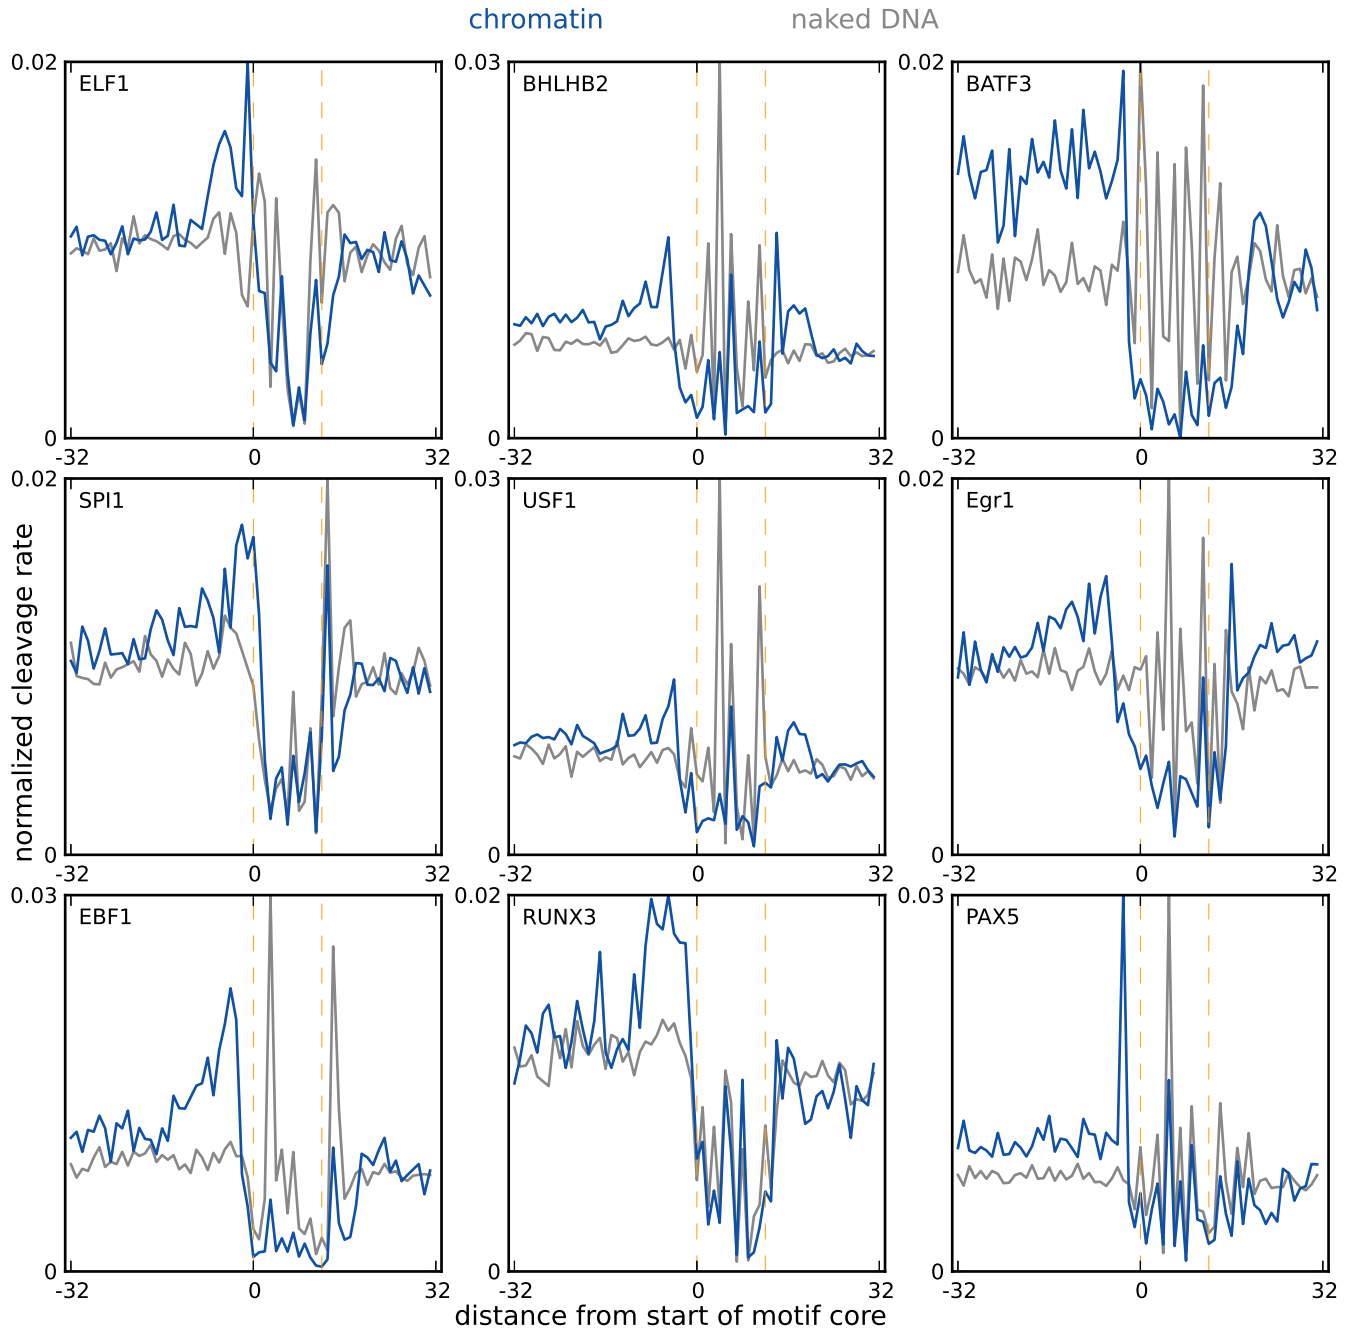 chromatin naked DNA
0.02 0.03 0.02
ELF1 BHLHB2 BATF3
0 0 0
-32 0 32 -32 0 32 -32 0 32
0.02 0.03 0.02
SPI1 USF1 Egr1
normalized cleavage rate
0 0 0
-32 0 32 -32 0 32 -32 0 32
0.03 0.02 0.03
EBF1 RUNX3 PAX5
0 0 0
-32 0 32 -32 0 32 -32 0 32
distance from start of motif core